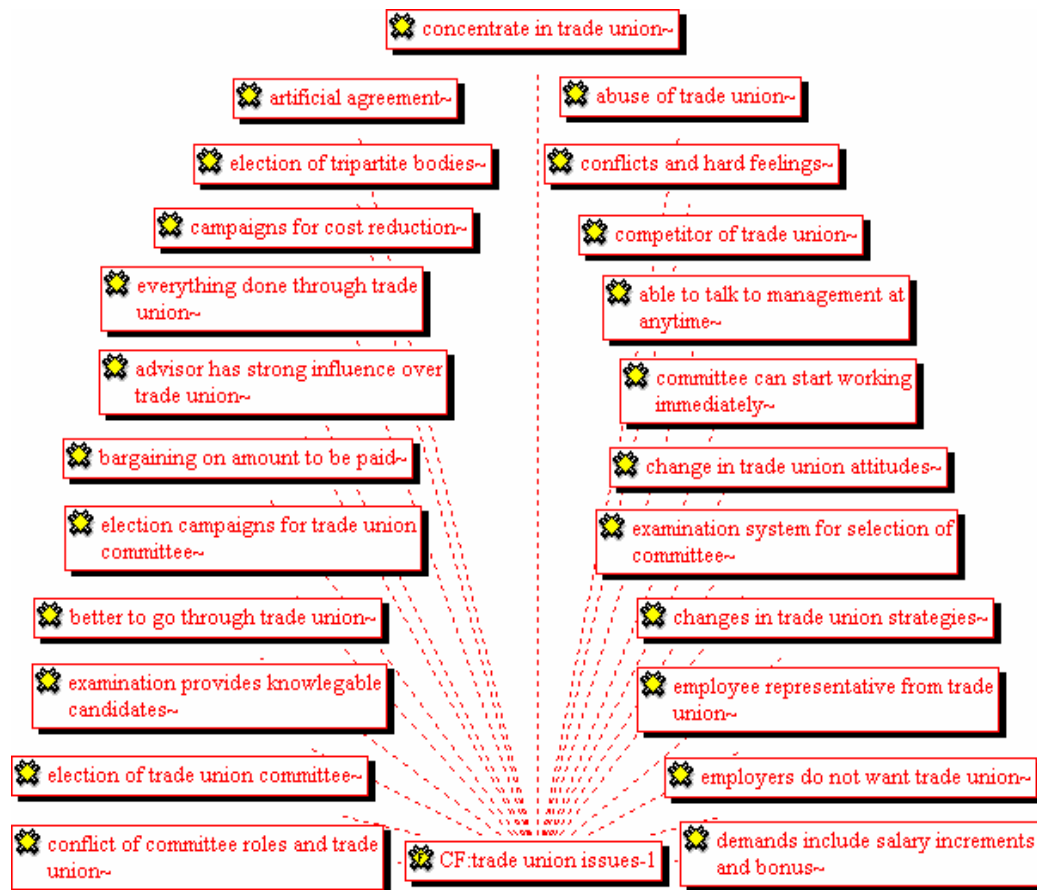 concentrate in trade union~
artificial agreement~
abuse of trade union~
election of tripartite bodies~
conflicts and hard feelings~
campaigns for cost reduction~
competitor of trade union~
everything done through trade
union~
able to talk to management at
anytime~
advisor has strong influence over
trade union~
committee can start working
immediately~
bargaining on amount to be paid~
change in trade union attitudes~
election campaigns for trade union
committee~
examination system for selection of
committee~
better to go through trade union~
changes in trade union strategies~
examination provides knowlegable
candidates~
employee representative from trade
union~
election of trade union committee~
employers do not want trade union~
conflict of committee roles and trade
union~
CF:trade union issues-1
demands include salary increments
and bonus~